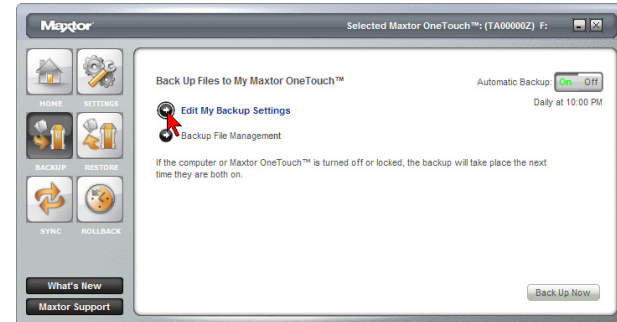 Maxtor
Selected Maxtor OneTouch™: (TA00000Z) F:
HOME SETTINGS
BACKUP RESTORE
SYNC ROLLBACK
What's New
Maxtor Support
Back Up Files to My Maxtor OneTouch™
Automatic Backup: On Off
Daily at 10:00 PM
Edit My Backup Settings
Backup File Management
If the computer or Maxtor OneTouch™ is turned off or locked, the backup will take place the next
time they are both on.
Back Up Now